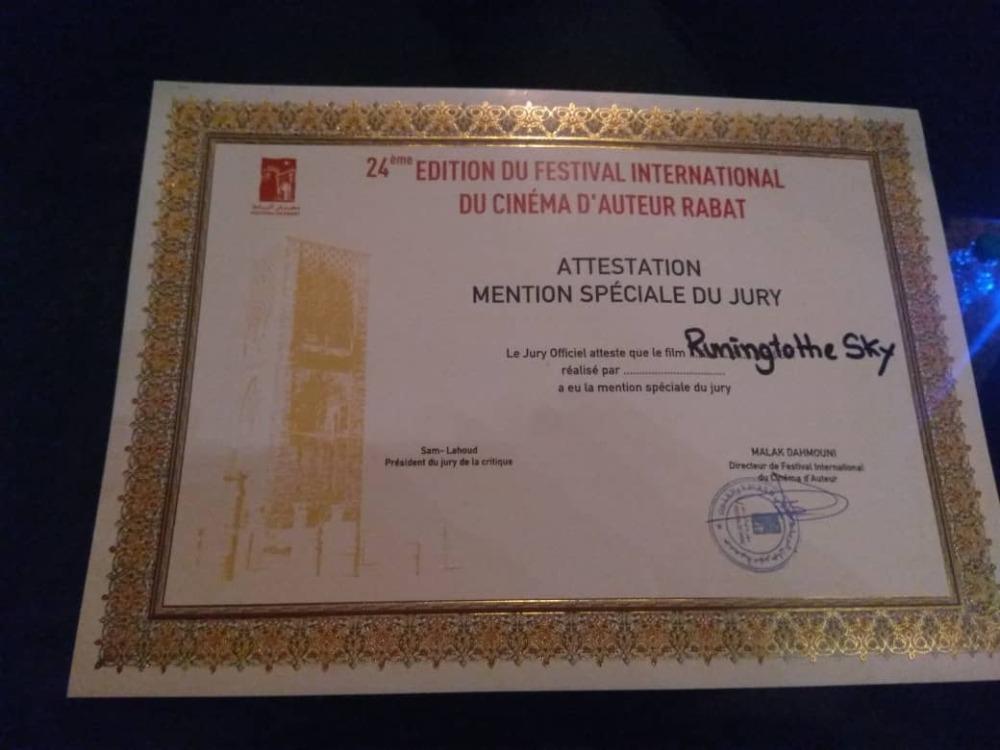 24ème EDITION DU FESTIVAL INTERNATIONAL
DU CINÉMA D'AUTEUR RABAT
ATTESTATION
MENTION SPÉCIALE DU JURY
Le Jury Officiel atteste que le film Runingtothe Sky
réalisé par ..............................
a eu la mention spéciale du jury
Sam- Lahoud
Président du jury de la critique
MALAK DAHMOUNI
Directeur de Festival International
du Cinéma d'Auteur